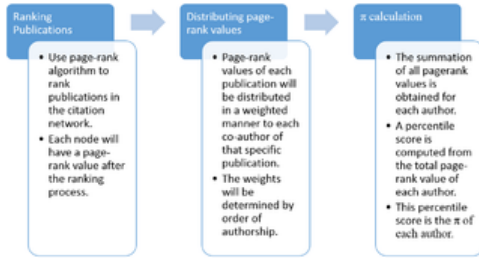 Ranking
Publications
• Use page-rank
algorithm to
rank
publications in
the citation
network.
• Each node will
have a page-
rank value after
the ranking
process.
Distributing page-
rank values
• Page-rank
values of each
publication will
be distributed
in a weighted
manner to each
co-author of
that specific
publication.
• The weights
will be
determined by
order of
authorship.
π calculation
• The summation
of all pagerank
values is
obtained for
each author.
• A percentile
score is
computed from
the total page-
rank value of
each author.
• This percentile
score is the π of
each author.